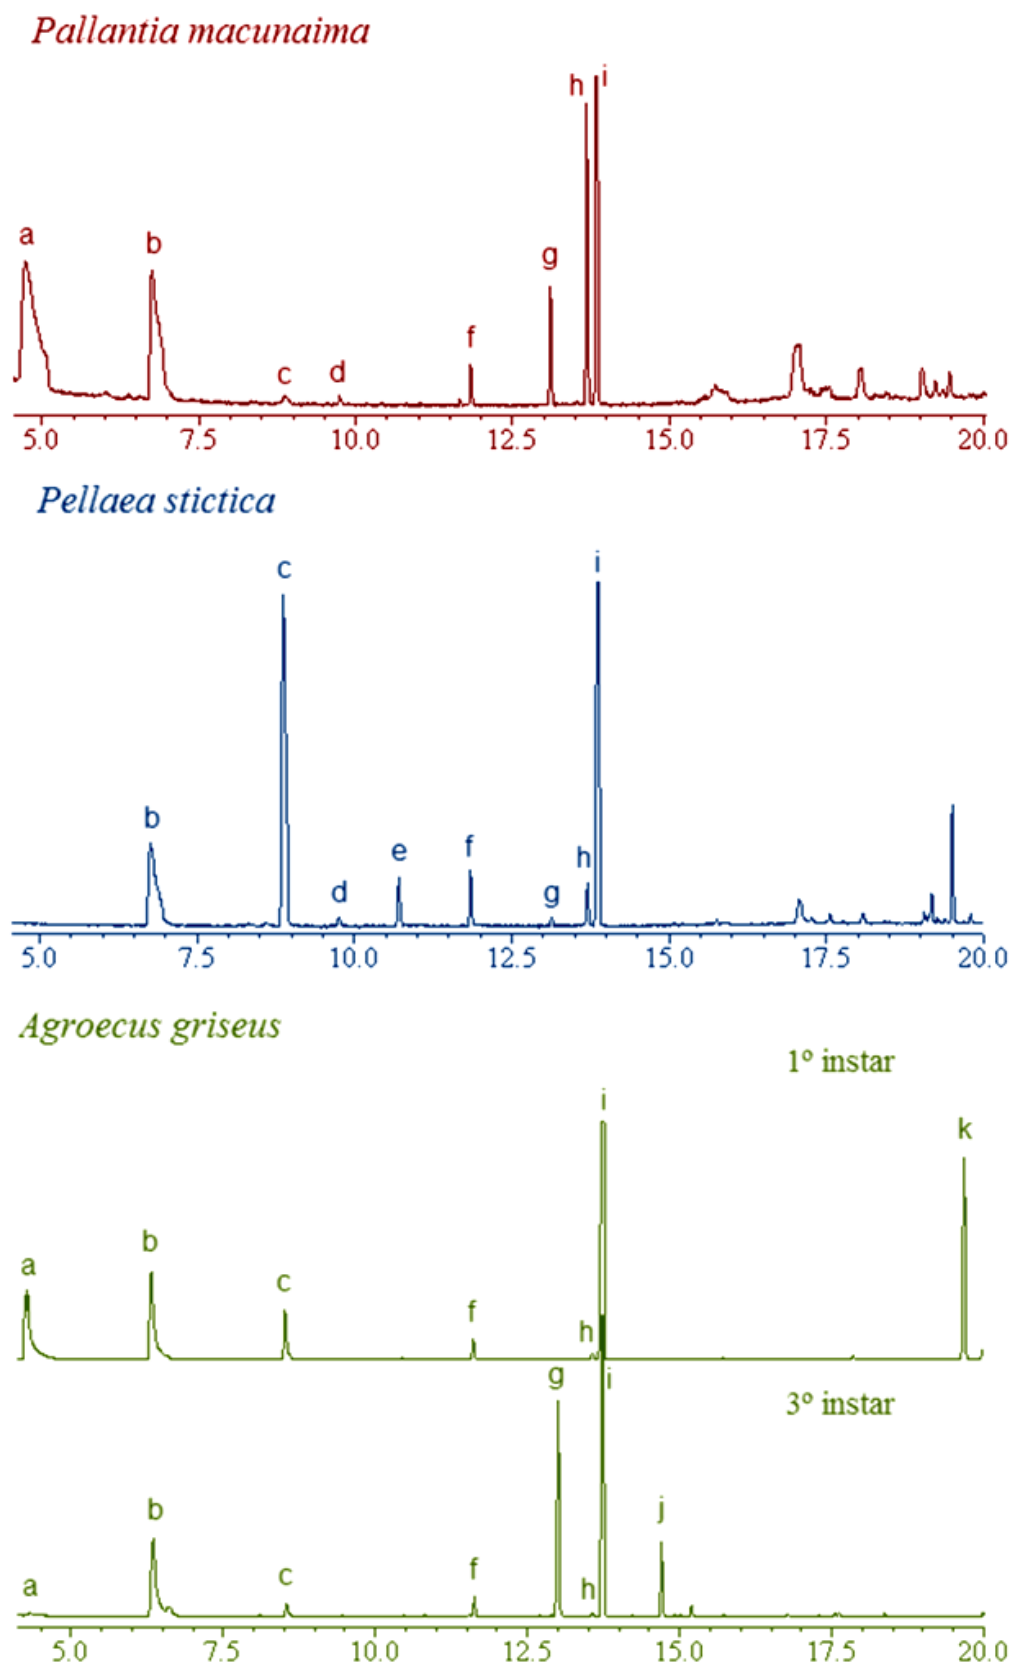 Pallantia macunaima
a b c d f g h i
5.0 7.5 10.0 12.5 15.0 17.5 20.0
Pellaea stictica
b c d e f g h i
5.0 7.5 10.0 12.5 15.0 17.5 20.0
Agroecus griseus
1º instar
a b c f h i k
3º instar
a b c f g h i j
5.0 7.5 10.0 12.5 15.0 17.5 20.0